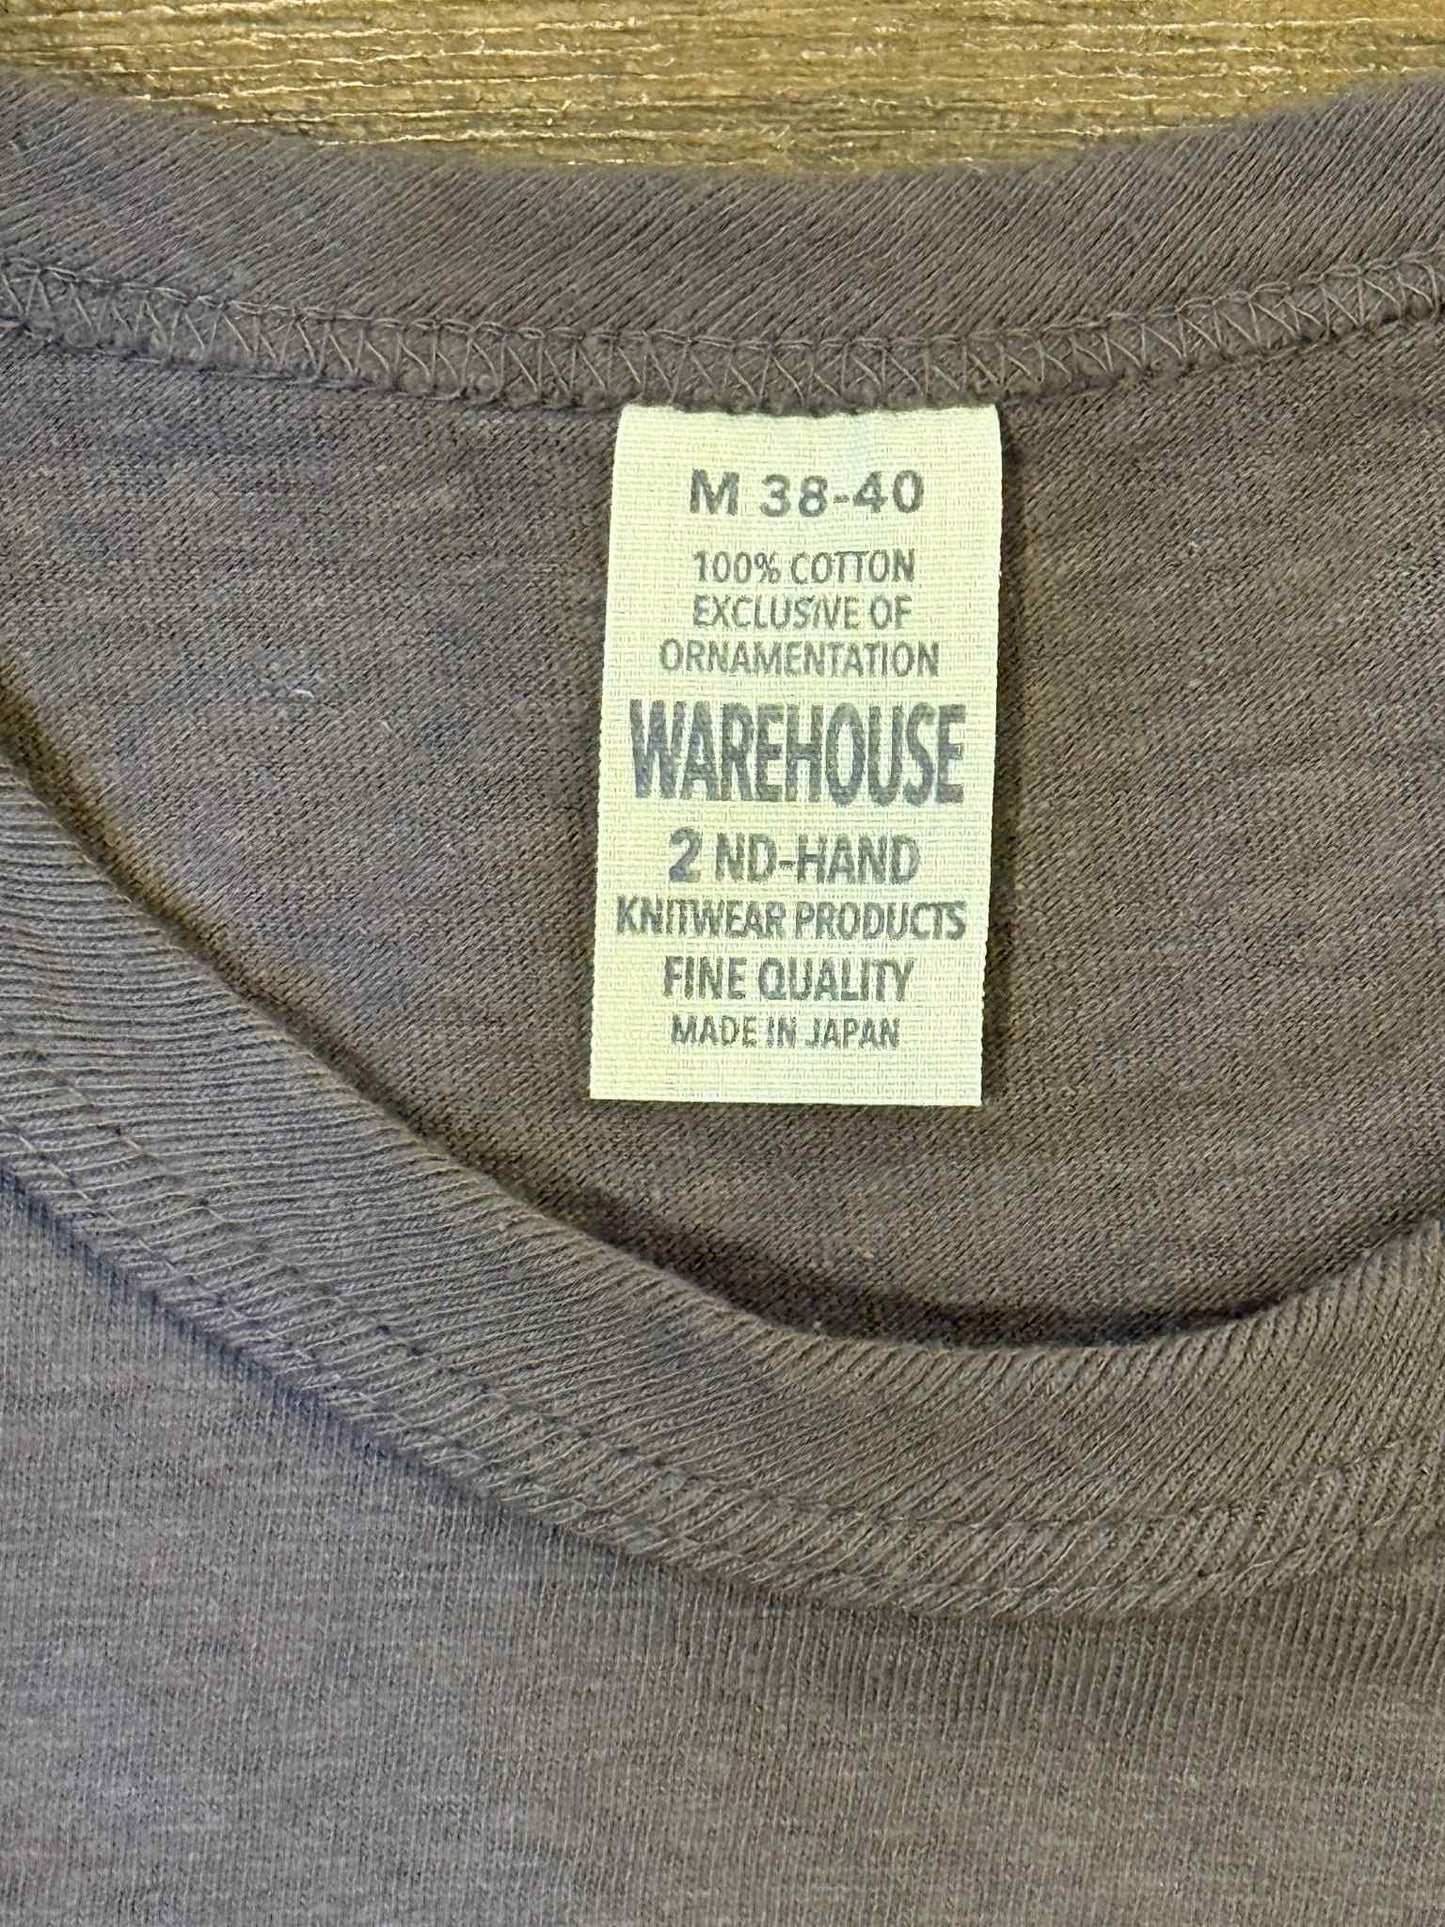 M 38-40
100% COTTON
EXCLUSIVE OF
ORNAMENTATION
WAREHOUSE
2 ND-HAND
KNITWEAR PRODUCTS
FINE QUALITY
MADE IN JAPAN